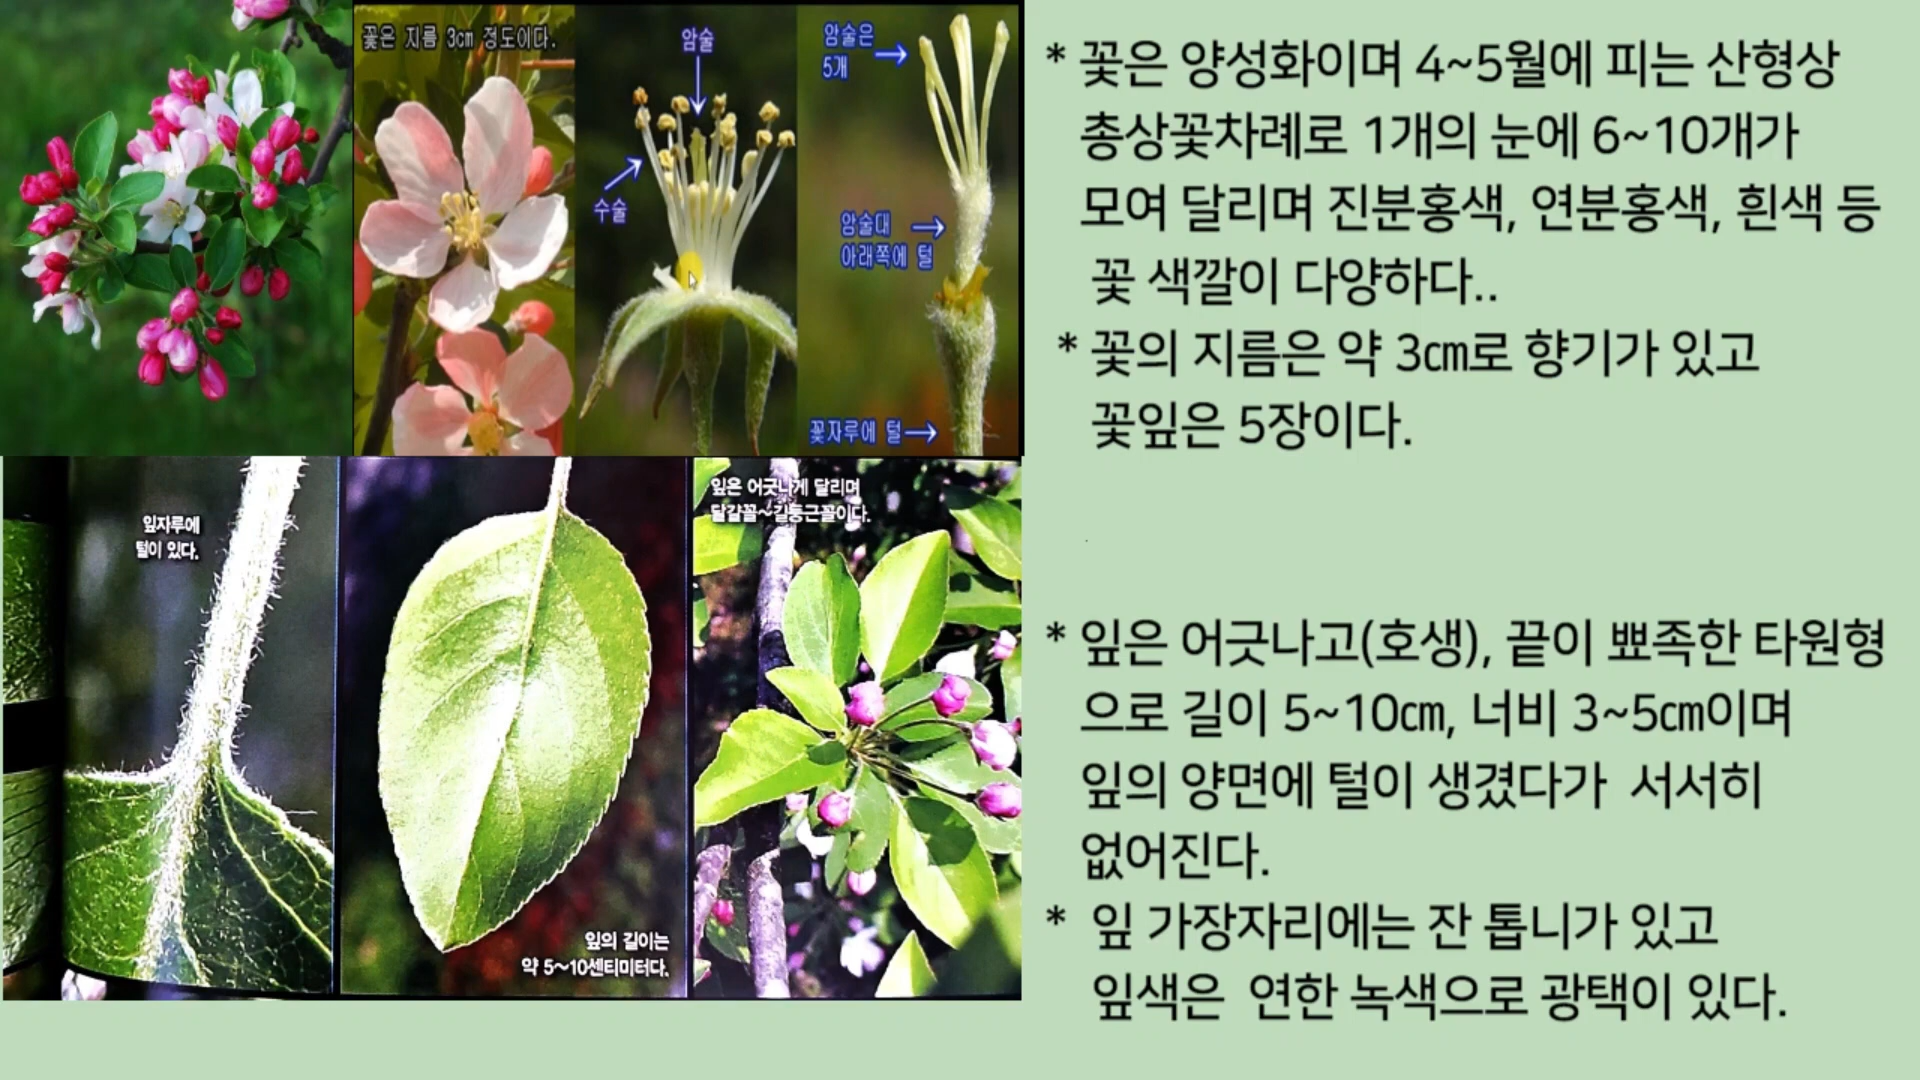 꽃은 지름 3cm 정도이다.
암술
수술
암술은
5개
암술대
아래쪽에 털
꽃자루에 털
* 꽃은 양성화이며 4~5월에 피는 산형상
총상꽃차례로 1개의 눈에 6~10개가
모여 달리며 진분홍색, 연분홍색, 흰색 등
꽃 색깔이 다양하다..
* 꽃의 지름은 약 3㎝로 향기가 있고
꽃잎은 5장이다.
잎자루에
털이 있다.
잎의 길이는
약 5~10센티미터다.
잎은 어긋나게 달리며
달걀꼴~길둥근꼴이다.
* 잎은 어긋나고(호생), 끝이 뾰족한 타원형
으로 길이 5~10㎝, 너비 3~5㎝이며
잎의 양면에 털이 생겼다가 서서히
없어진다.
* 잎 가장자리에는 잔 톱니가 있고
잎색은 연한 녹색으로 광택이 있다.